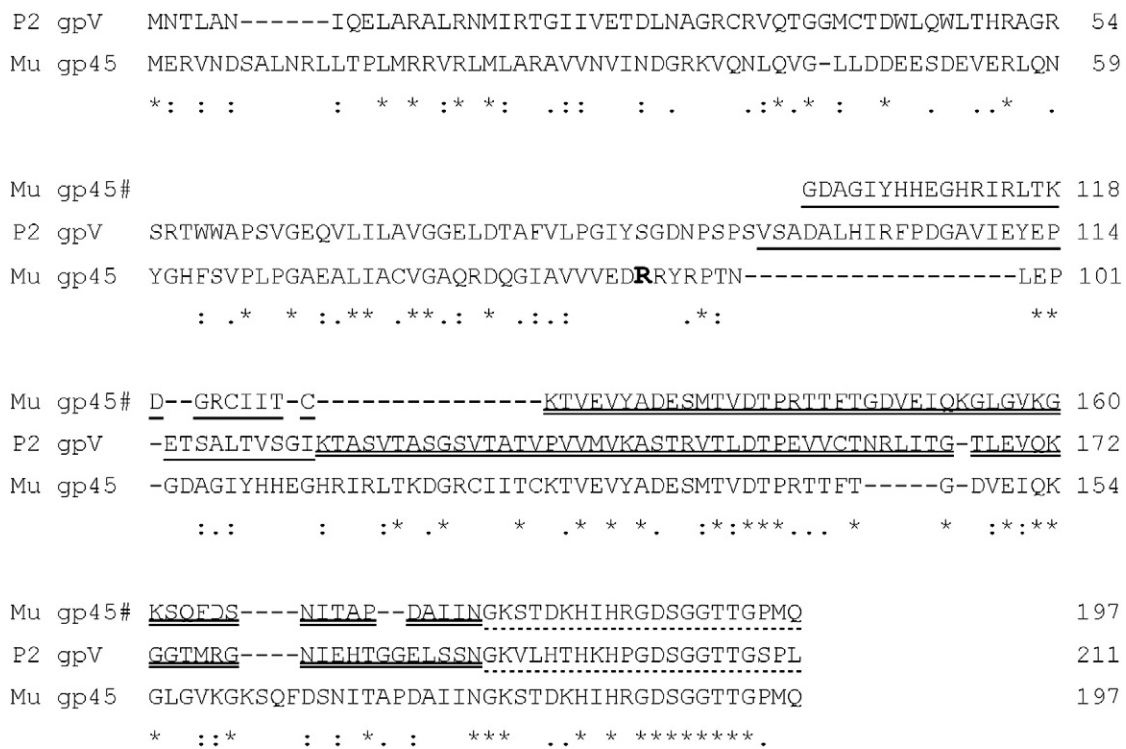 P2 gpV MNTLAN------IQELARALRNMIRTGIIVETDLNAGRCRVQTGGMCTDWLQWLTHRAGR 54
Mu gp45 MERVNDSALNRLLTPLMRRVRLMLARAVVNVINDGRKVQNLQVG-LLDDEESDEVERLQN 59
*: : : : * * :* *: .:: : . .:*.* : * . ..* .
Mu gp45# GDAGIYHHEGHRIRLTK 118
P2 gpV SRTWWAPSVGEQVLILAVGGELDTAFVLPGIYSGDNPSPSVSADALHIRFPDGAVIEYEP 114
Mu gp45 YGHFSVPLPGAEALIACVGAQRDQGIAVVVVEDRRYRPTN------------------LEP 101
: .* * :.** .**.: * .:.: .*: **
Mu gp45# D--GRCIIT-C---------------KTVEVYADESMTVDTPRTTFTGDVEIQKGLGVKG 160
P2 gpV -ETSALTVSGIKTASVTASGSVTATVPVVMVKASTRVTLDTPEVVCTNRLITG-TLEVQK 172
Mu gp45 -GDAGIYHHEGHRIRLTKDGRCIITCKTVEVYADESMTVDTPRTTFT-----G-DVEIQK 154
:.: : :* .* * .* *. :*:***... * * :*:**
Mu gp45# KSQFDS----NITAP--DAIINGKSTDKHIHRGDSGGTTGPMQ 197
P2 gpV GGTMRG----NIEHTGGELSSNGKVLHTHKHPGDSGGTTGSPL 211
Mu gp45 GLGVKGKSQFDSNITAPDAIINGKSTDKHIHRGDSGGTTGPMQ 197
* ::* : :*. : *** ..* * ********.